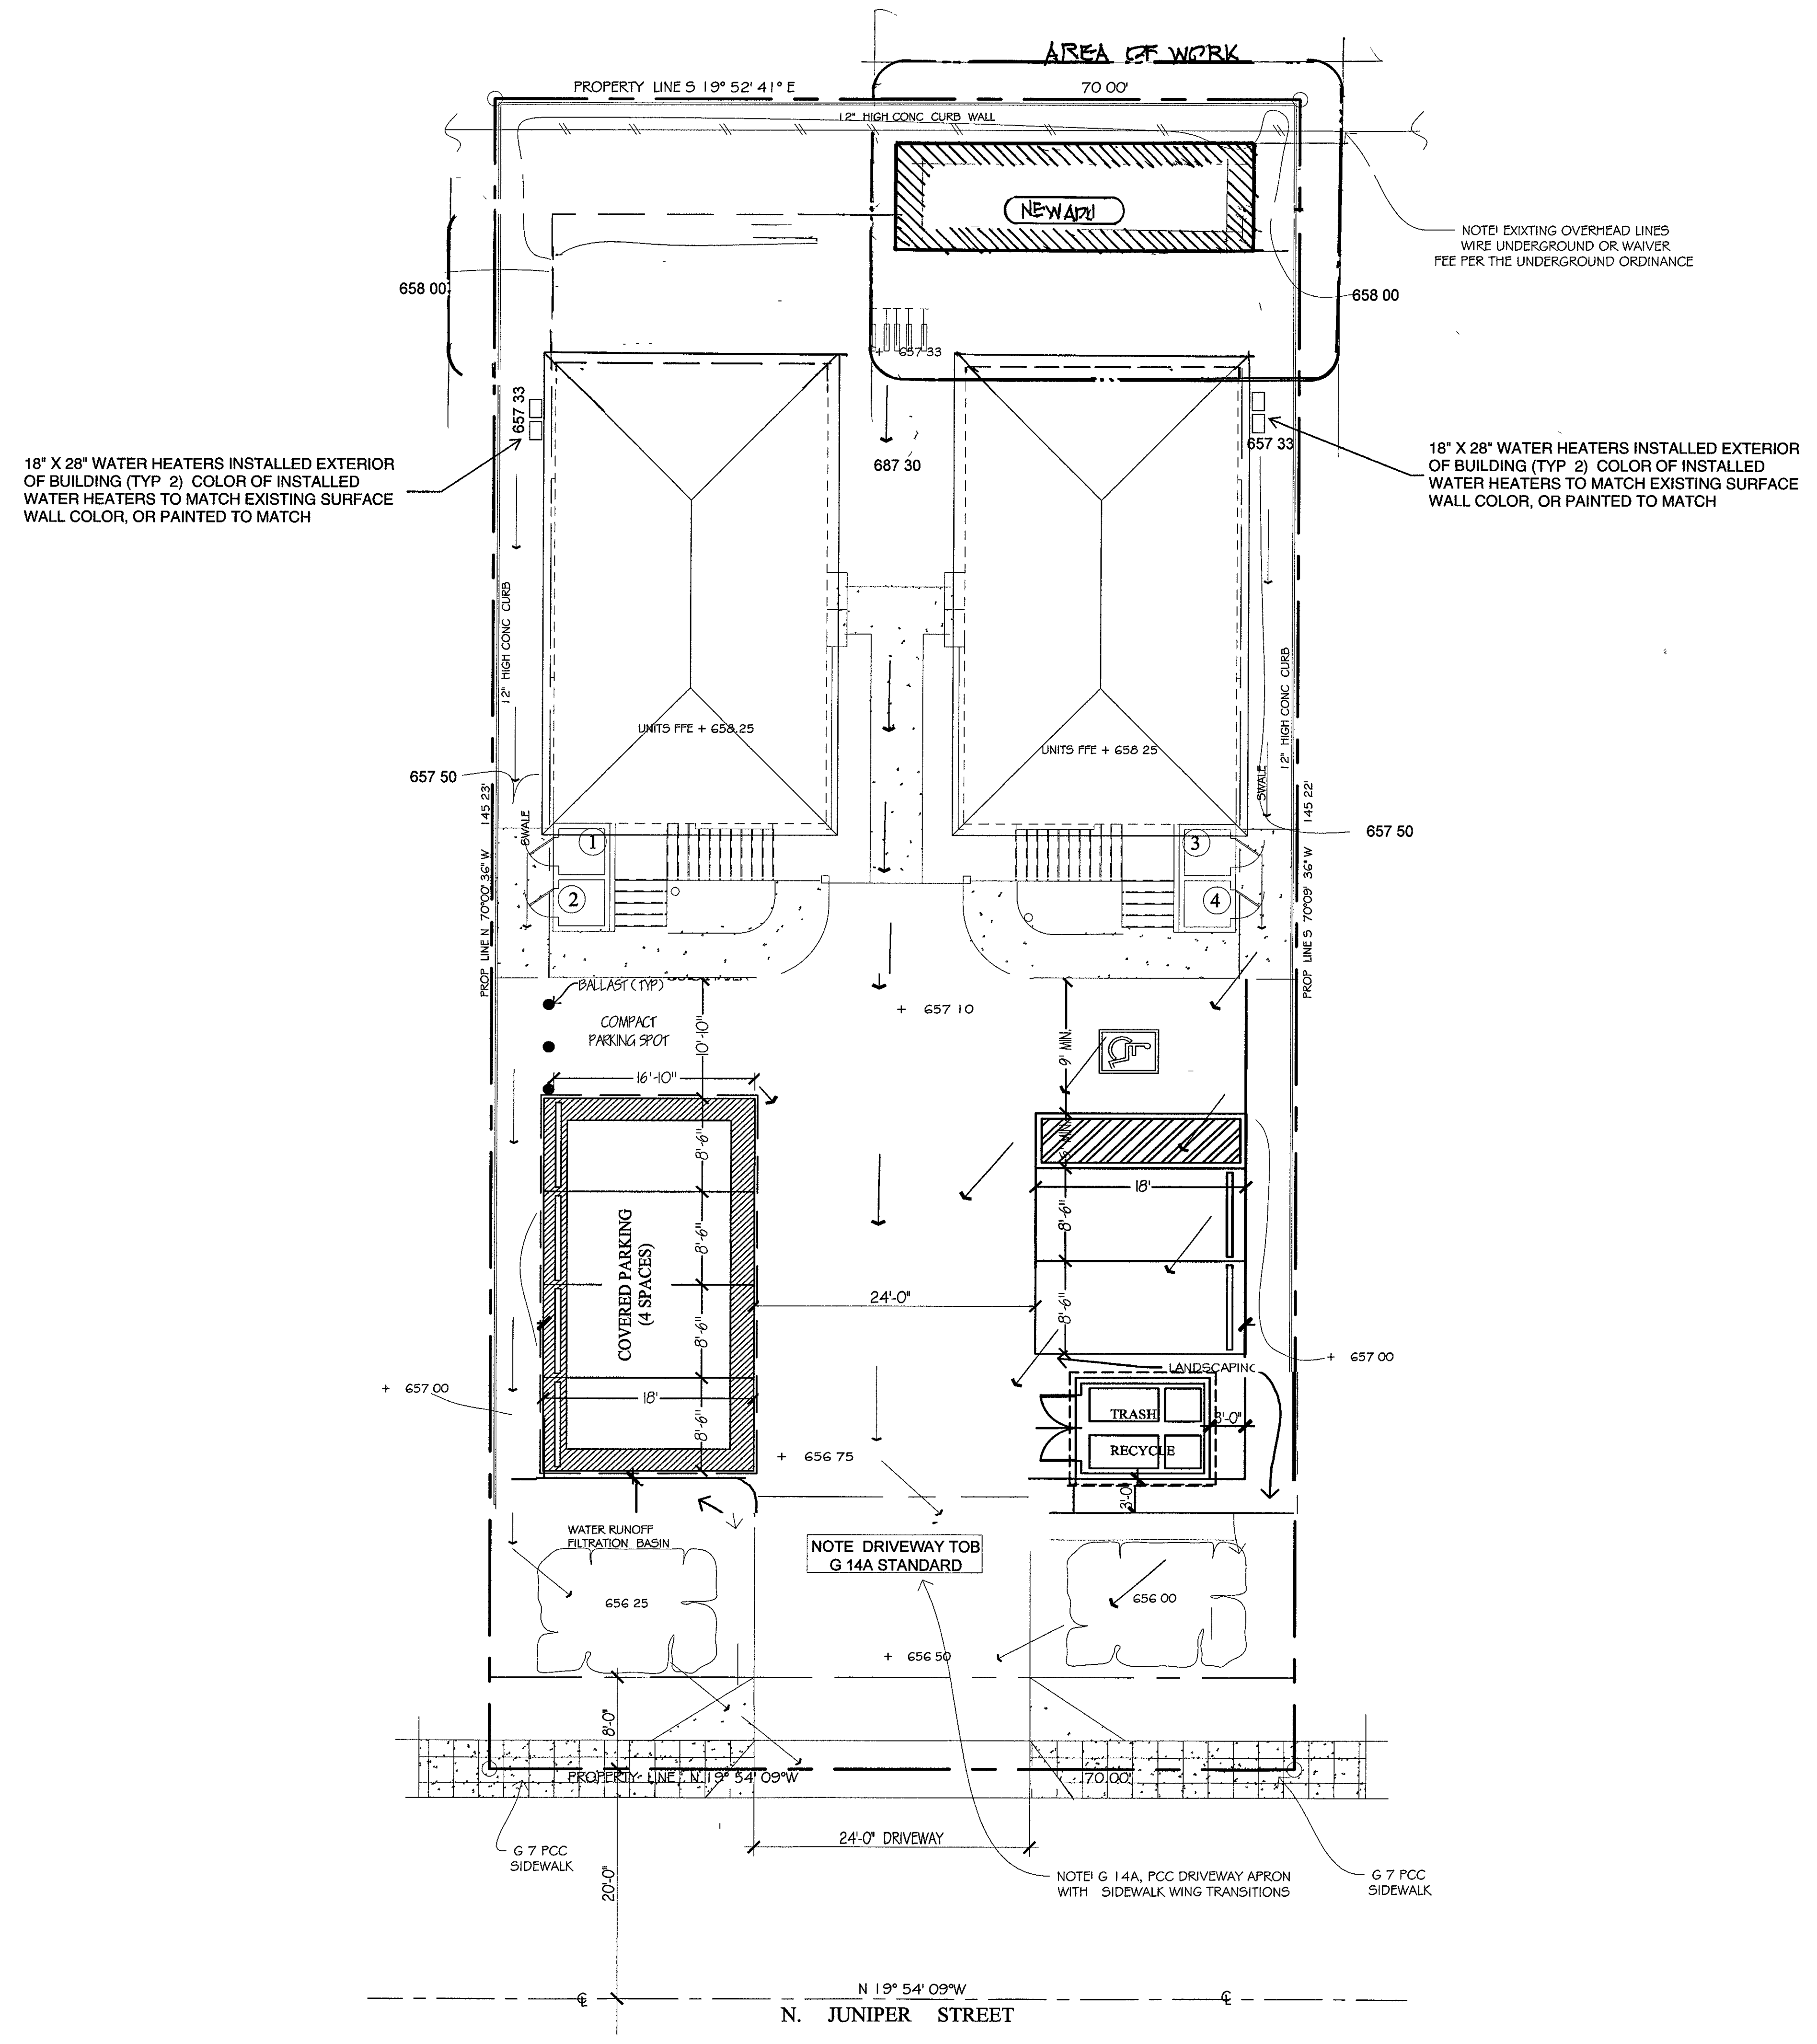 AREA OF WORK
PROPERTY LINE S 19° 52' 41° E
70 00'
12" HIGH CONC CURB WALL
NEW ADU
NOTE! EXIXTING OVERHEAD LINES
WIRE UNDERGROUND OR WAIVER
FEE PER THE UNDERGROUND ORDINANCE
658 00
658 00
+ 657 33
657 33
657 33
687 30
18" X 28" WATER HEATERS INSTALLED EXTERIOR
OF BUILDING (TYP 2) COLOR OF INSTALLED
WATER HEATERS TO MATCH EXISTING SURFACE
WALL COLOR, OR PAINTED TO MATCH
18" X 28" WATER HEATERS INSTALLED EXTERIOR
OF BUILDING (TYP 2) COLOR OF INSTALLED
WATER HEATERS TO MATCH EXISTING SURFACE
WALL COLOR, OR PAINTED TO MATCH
12" HIGH CONC CURB
12" HIGH CONC CURB
UNITS FFE + 658.25
UNITS FFE + 658 25
657 50
657 50
SWALE
SWALE
PROP LINE N 70°00' 36" W 145 23'
PROP LINE S 70°09' 36" W 145 22'
1
2
3
4
BALLAST (TYP)
COMPACT
PARKING SPOT
10'-10"
+ 657 10
9' MIN.
16'-10"
8'-6"
8'-6"
8'-6"
8'-6"
COVERED PARKING
(4 SPACES)
18'
18'
8'-6"
8'-6"
24'-0"
LANDSCAPING
+ 657 00
+ 657 00
TRASH
RECYCLE
3'-0"
3'-0"
+ 656 75
WATER RUNOFF
FILTRATION BASIN
NOTE DRIVEWAY TOB
G 14A STANDARD
656 25
656 00
+ 656 50
8'-0"
PROPERTY LINE N 19° 54' 09°W
70 00'
24'-0" DRIVEWAY
G 7 PCC
SIDEWALK
20'-0"
NOTE! G 14A, PCC DRIVEWAY APRON
WITH SIDEWALK WING TRANSITIONS
G 7 PCC
SIDEWALK
N 19° 54' 09°W
N. JUNIPER STREET